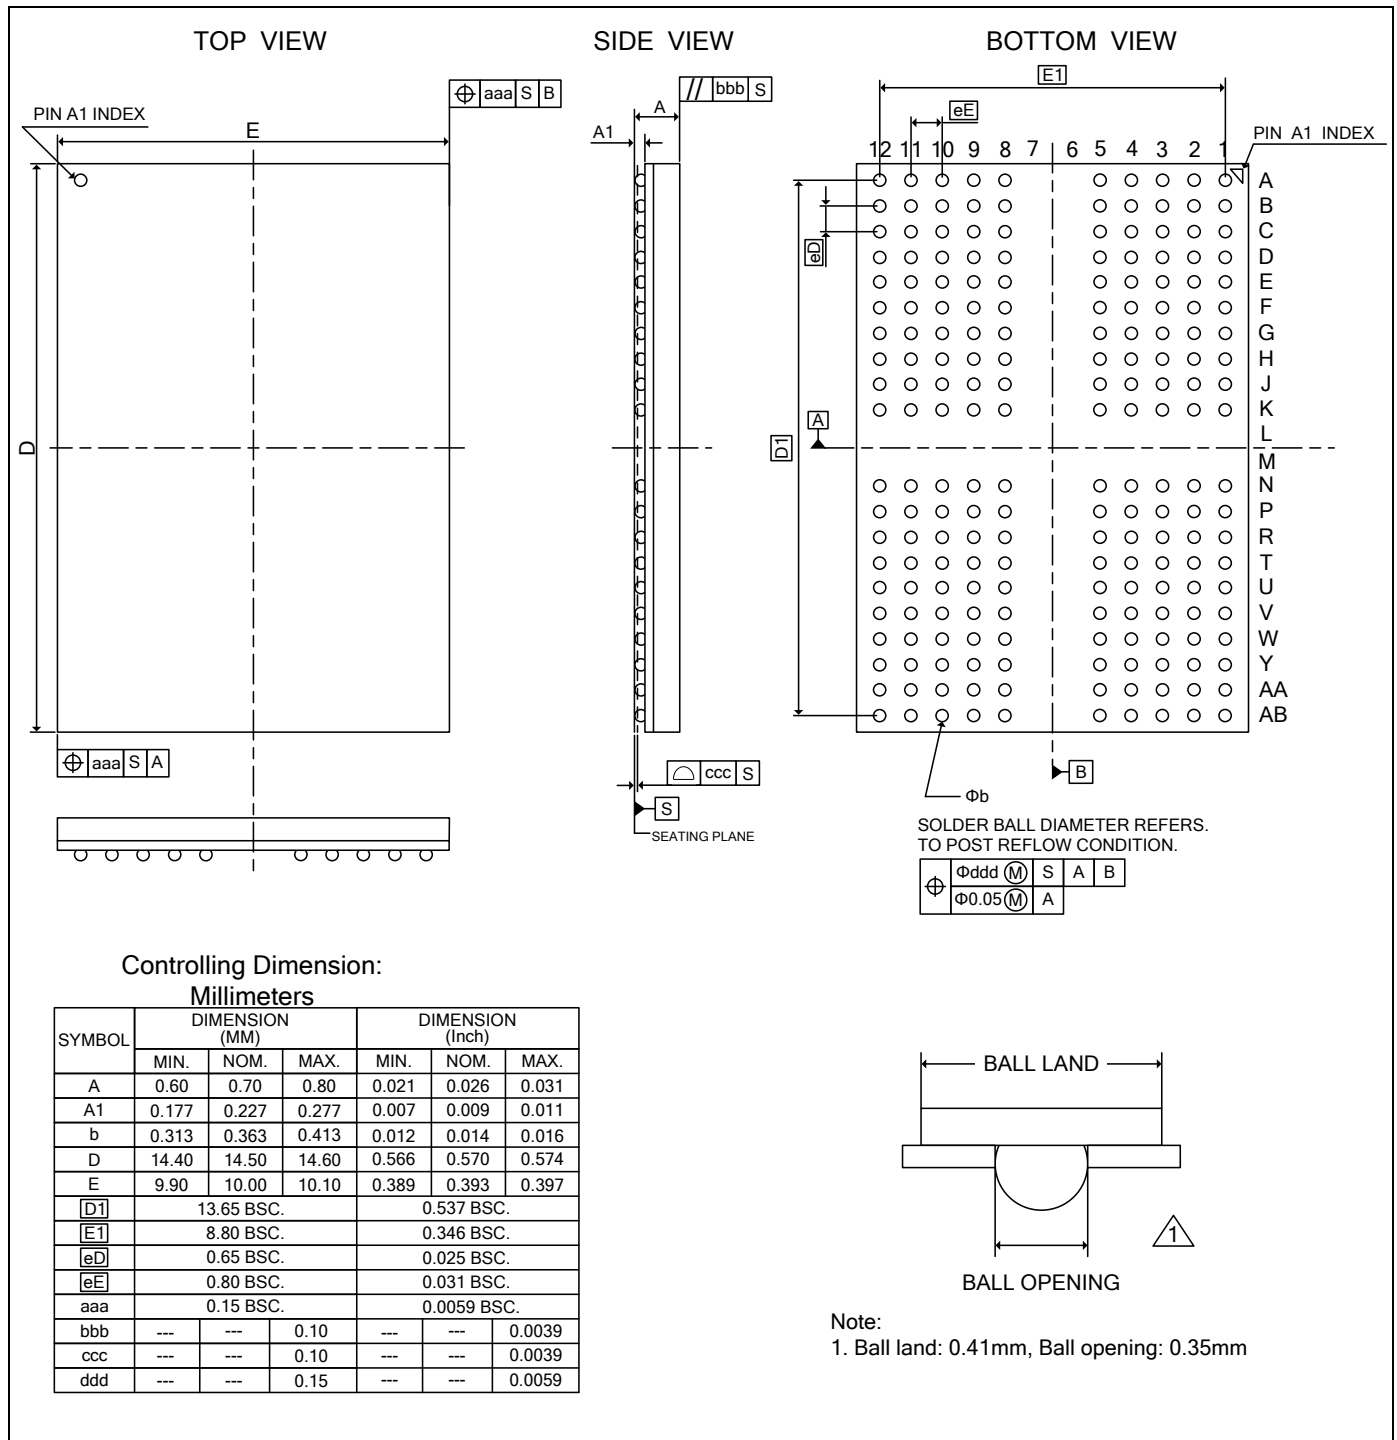 TOP VIEW
SIDE VIEW
BOTTOM VIEW
aaa S B
// bbb S
E1
PIN A1 INDEX
E
A
A1
eE
PIN A1 INDEX
12 11 10 9 8 7 6 5 4 3 2 1
A
B
C
D
E
F
G
H
J
K
L
M
N
P
R
T
U
V
W
Y
AA
AB
eD
D
D1
A
aaa S A
ccc S
S
SEATING PLANE
B
Φb
SOLDER BALL DIAMETER REFERS.
TO POST REFLOW CONDITION.
Φddd Ⓜ S A B
Φ0.05 Ⓜ A
Controlling Dimension:
Millimeters
SYMBOL DIMENSION (MM) DIMENSION (Inch)
MIN. NOM. MAX. MIN. NOM. MAX.
A 0.60 0.70 0.80 0.021 0.026 0.031
A1 0.177 0.227 0.277 0.007 0.009 0.011
b 0.313 0.363 0.413 0.012 0.014 0.016
D 14.40 14.50 14.60 0.566 0.570 0.574
E 9.90 10.00 10.10 0.389 0.393 0.397
D1 13.65 BSC. 0.537 BSC.
E1 8.80 BSC. 0.346 BSC.
eD 0.65 BSC. 0.025 BSC.
eE 0.80 BSC. 0.031 BSC.
aaa 0.15 BSC. 0.0059 BSC.
bbb --- --- 0.10 --- --- 0.0039
ccc --- --- 0.10 --- --- 0.0039
ddd --- --- 0.15 --- --- 0.0059
BALL LAND
1
BALL OPENING
Note:
1. Ball land: 0.41mm, Ball opening: 0.35mm